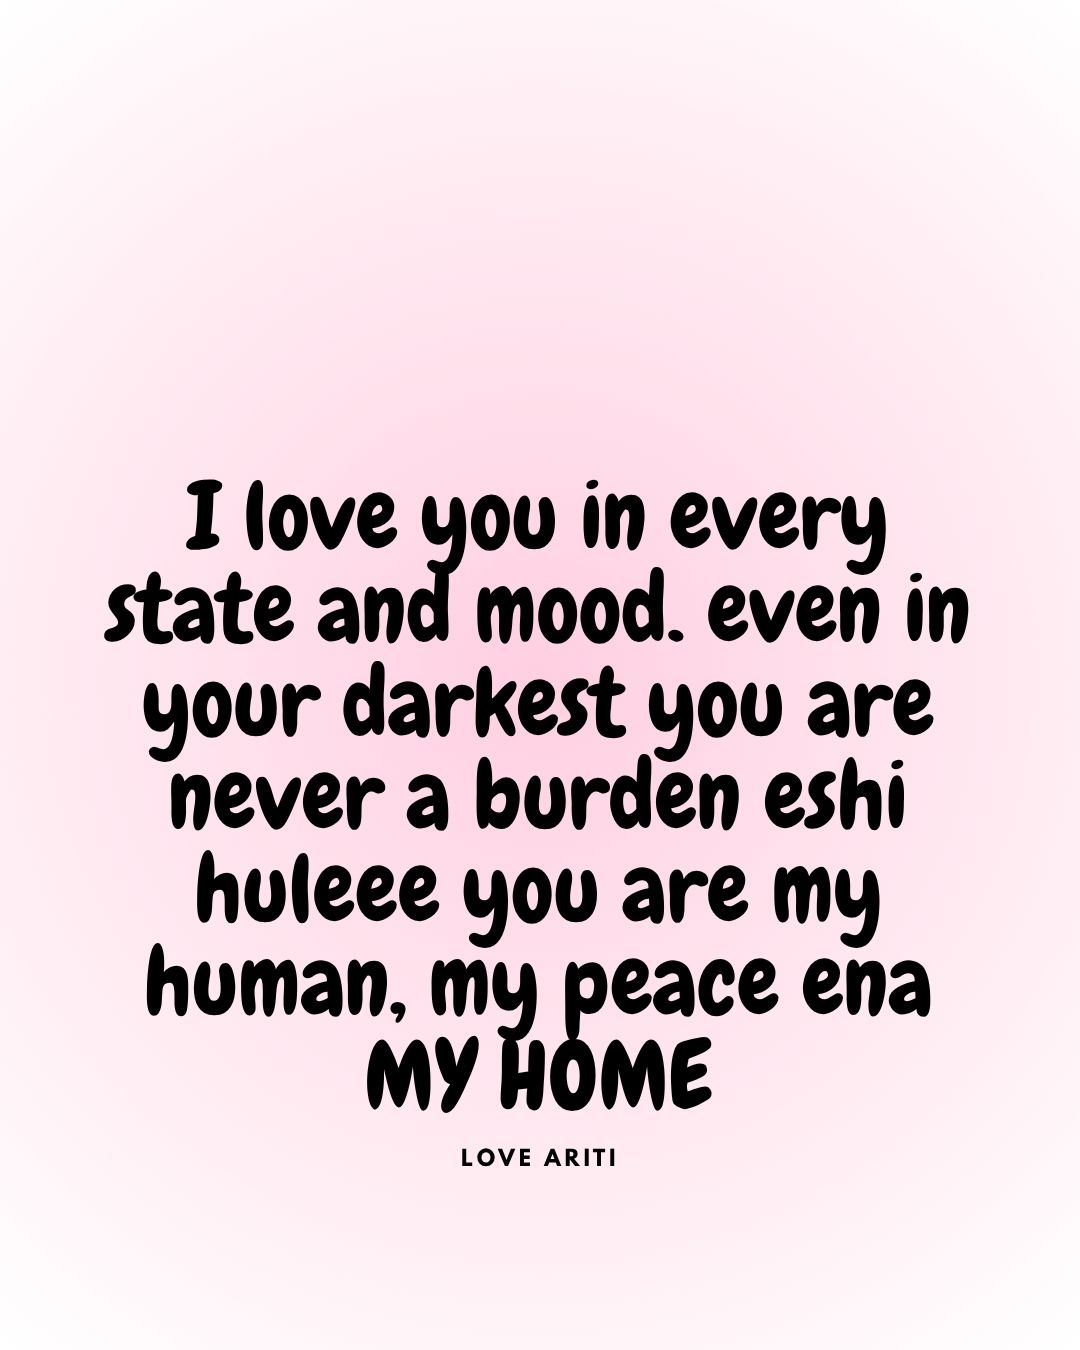 I love you in every
state and mood. even in
your darkest you are
never a burden eshi
huleee you are my
human, my peace ena
MY HOME
LOVE ARITI